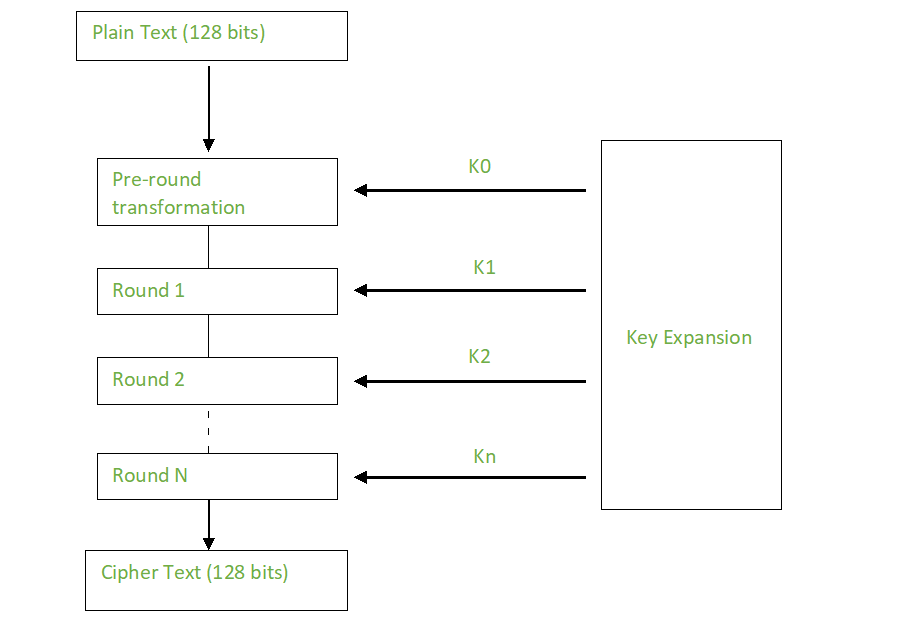 Plain Text (128 bits)
Pre-round
transformation
K0
Round 1
K1
Key Expansion
Round 2
K2
Round N
Kn
Cipher Text (128 bits)